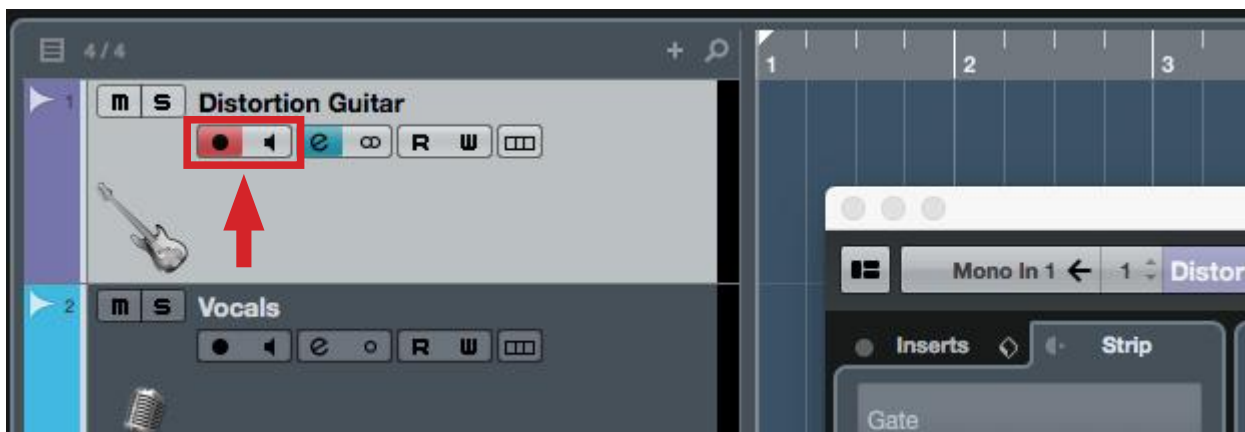 4/4
1 2 3
1 m S Distortion Guitar
e R W
Mono In 1 1 Distor
2 m S Vocals
e R W
Inserts Strip
Gate